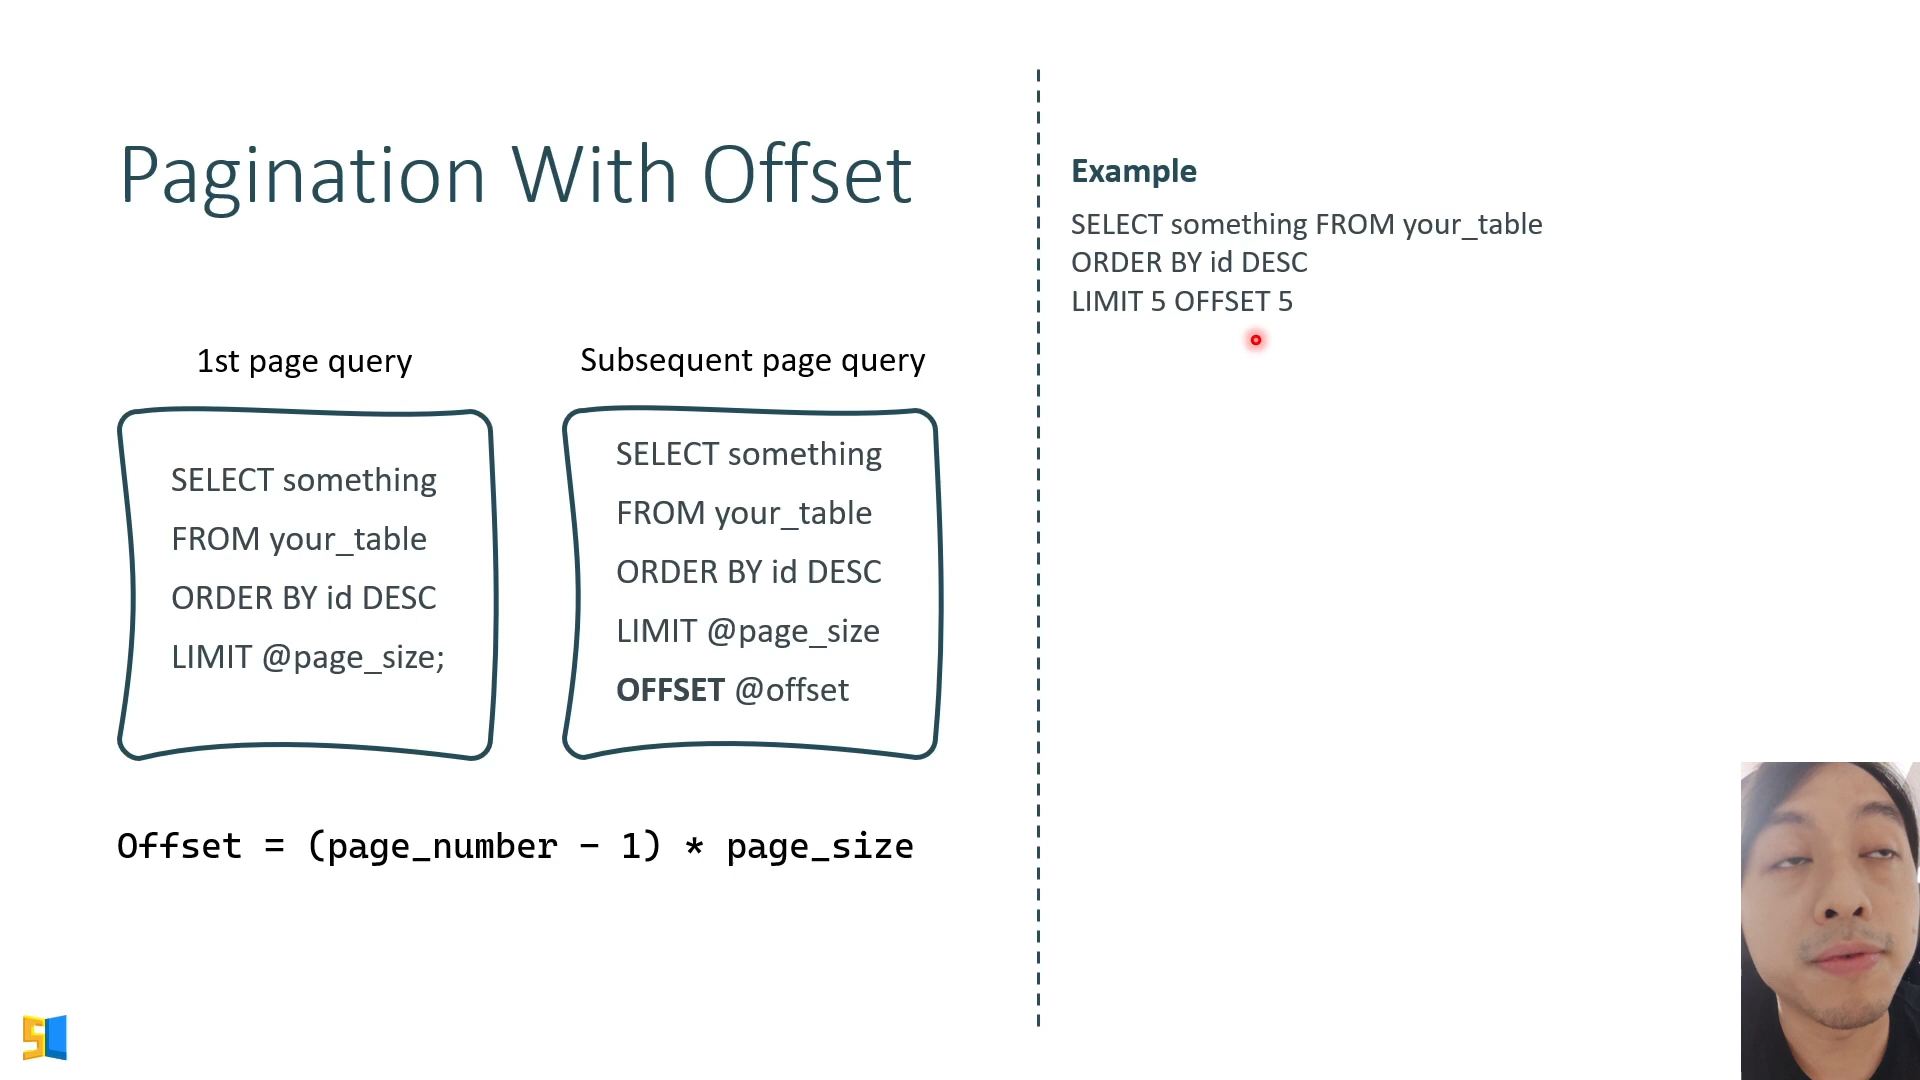 Pagination With Offset
1st page query
SELECT something
FROM your_table
ORDER BY id DESC
LIMIT @page_size;
Subsequent page query
SELECT something
FROM your_table
ORDER BY id DESC
LIMIT @page_size
OFFSET @offset
Offset = (page_number - 1) * page_size
Example
SELECT something FROM your_table
ORDER BY id DESC
LIMIT 5 OFFSET 5